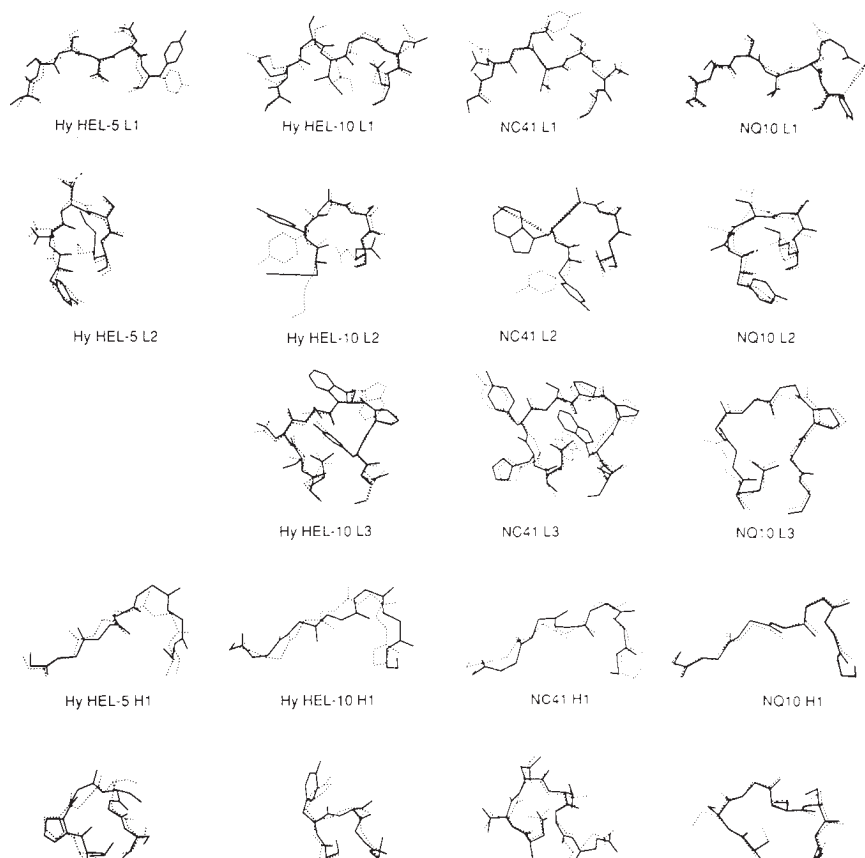 Hy HEL-5 L1
Hy HEL-10 L1
NC41 L1
NQ10 L1
Hy HEL-5 L2
Hy HEL-10 L2
NC41 L2
NQ10 L2
Hy HEL-10 L3
NC41 L3
NQ10 L3
Hy HEL-5 H1
Hy HEL-10 H1
NC41 H1
NQ10 H1